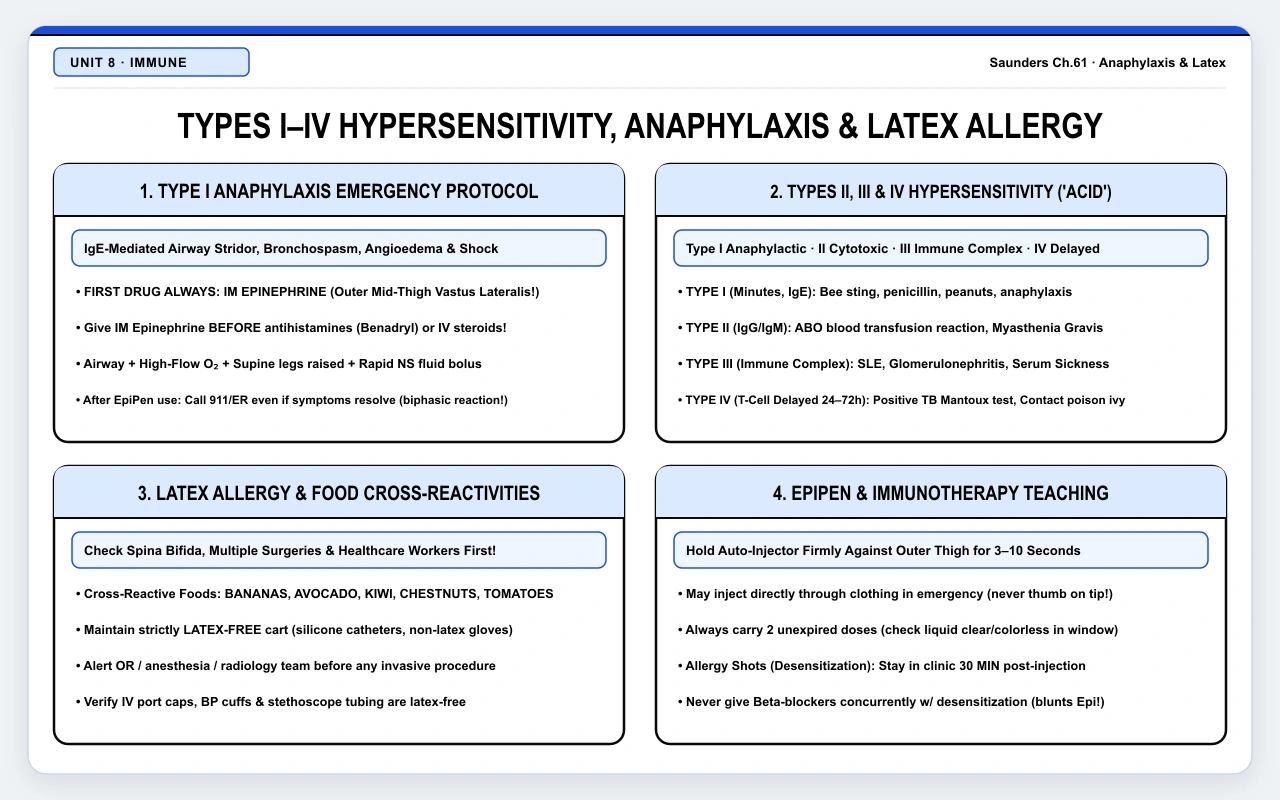 UNIT 8 · IMMUNE
Saunders Ch.61 · Anaphylaxis & Latex
TYPES I–IV HYPERSENSITIVITY, ANAPHYLAXIS & LATEX ALLERGY
1. TYPE I ANAPHYLAXIS EMERGENCY PROTOCOL
IgE-Mediated Airway Stridor, Bronchospasm, Angioedema & Shock
• FIRST DRUG ALWAYS: IM EPINEPHRINE (Outer Mid-Thigh Vastus Lateralis!)
• Give IM Epinephrine BEFORE antihistamines (Benadryl) or IV steroids!
• Airway + High-Flow O₂ + Supine legs raised + Rapid NS fluid bolus
• After EpiPen use: Call 911/ER even if symptoms resolve (biphasic reaction!)
2. TYPES II, III & IV HYPERSENSITIVITY ('ACID')
Type I Anaphylactic · II Cytotoxic · III Immune Complex · IV Delayed
• TYPE I (Minutes, IgE): Bee sting, penicillin, peanuts, anaphylaxis
• TYPE II (IgG/IgM): ABO blood transfusion reaction, Myasthenia Gravis
• TYPE III (Immune Complex): SLE, Glomerulonephritis, Serum Sickness
• TYPE IV (T-Cell Delayed 24–72h): Positive TB Mantoux test, Contact poison ivy
3. LATEX ALLERGY & FOOD CROSS-REACTIVITIES
Check Spina Bifida, Multiple Surgeries & Healthcare Workers First!
• Cross-Reactive Foods: BANANAS, AVOCADO, KIWI, CHESTNUTS, TOMATOES
• Maintain strictly LATEX-FREE cart (silicone catheters, non-latex gloves)
• Alert OR / anesthesia / radiology team before any invasive procedure
• Verify IV port caps, BP cuffs & stethoscope tubing are latex-free
4. EPIPEN & IMMUNOTHERAPY TEACHING
Hold Auto-Injector Firmly Against Outer Thigh for 3–10 Seconds
• May inject directly through clothing in emergency (never thumb on tip!)
• Always carry 2 unexpired doses (check liquid clear/colorless in window)
• Allergy Shots (Desensitization): Stay in clinic 30 MIN post-injection
• Never give Beta-blockers concurrently w/ desensitization (blunts Epi!)